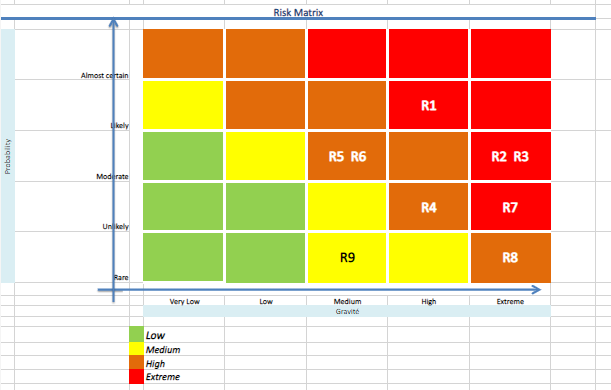 Risk Matrix
Almost certain
R1
Likely
Probability
R5 R6
R2 R3
Moderate
R4
R7
Unlikely
R9
R8
Rare
Very Low
Low
Medium
High
Extreme
Gravité
Low
Medium
High
Extreme